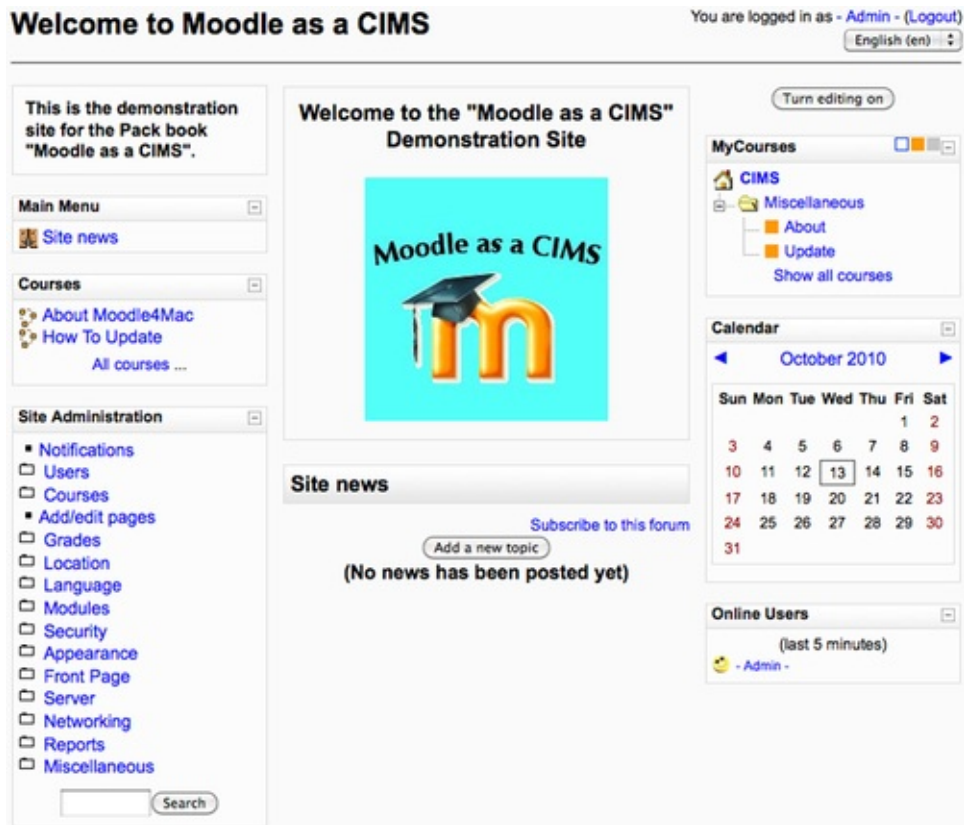 Welcome to Moodle as a CIMS
You are logged in as - Admin - (Logout)
English (en)
This is the demonstration
site for the Pack book
"Moodle as a CIMS".
Main Menu
Site news
Courses
About Moodle4Mac
How To Update
All courses ...
Site Administration
Notifications
Users
Courses
Add/edit pages
Grades
Location
Language
Modules
Security
Appearance
Front Page
Server
Networking
Reports
Miscellaneous
Search
Welcome to the "Moodle as a CIMS"
Demonstration Site
Moodle as a CIMS
m
Site news
Subscribe to this forum
Add a new topic
(No news has been posted yet)
Turn editing on
MyCourses
CIMS
Miscellaneous
About
Update
Show all courses
Calendar
October 2010
Sun Mon Tue Wed Thu Fri Sat
1 2
3 4 5 6 7 8 9
10 11 12 13 14 15 16
17 18 19 20 21 22 23
24 25 26 27 28 29 30
31
Online Users
(last 5 minutes)
- Admin -